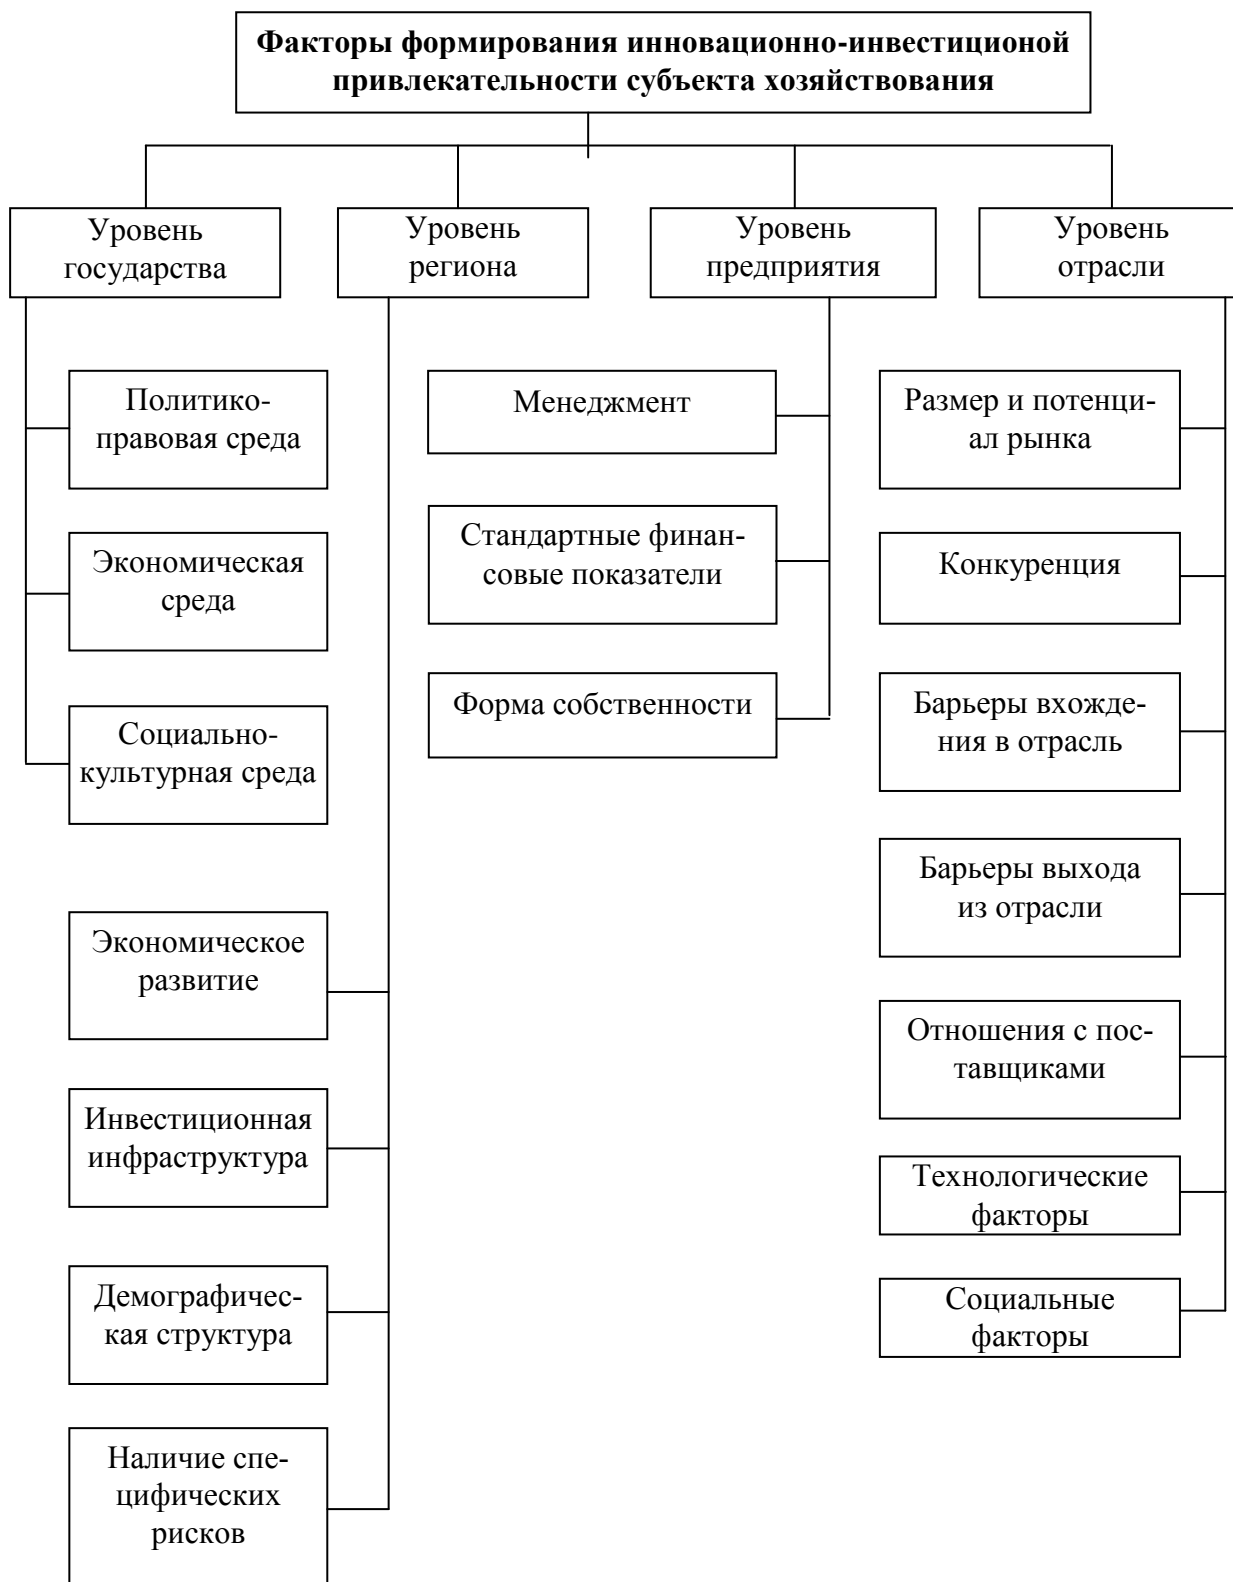 Факторы формирования инновационно-инвестиционой
привлекательности субъекта хозяйствования
Уровень
государства
Уровень
региона
Уровень
предприятия
Уровень
отрасли
Политико-
правовая среда
Экономическая
среда
Социально-
культурная среда
Экономическое
развитие
Инвестиционная
инфраструктура
Демографичес-
кая структура
Наличие спе-
цифических
рисков
Менеджмент
Стандартные финан-
совые показатели
Форма собственности
Размер и потенци-
ал рынка
Конкуренция
Барьеры вхожде-
ния в отрасль
Барьеры выхода
из отрасли
Отношения с пос-
тавщиками
Технологические
факторы
Социальные
факторы